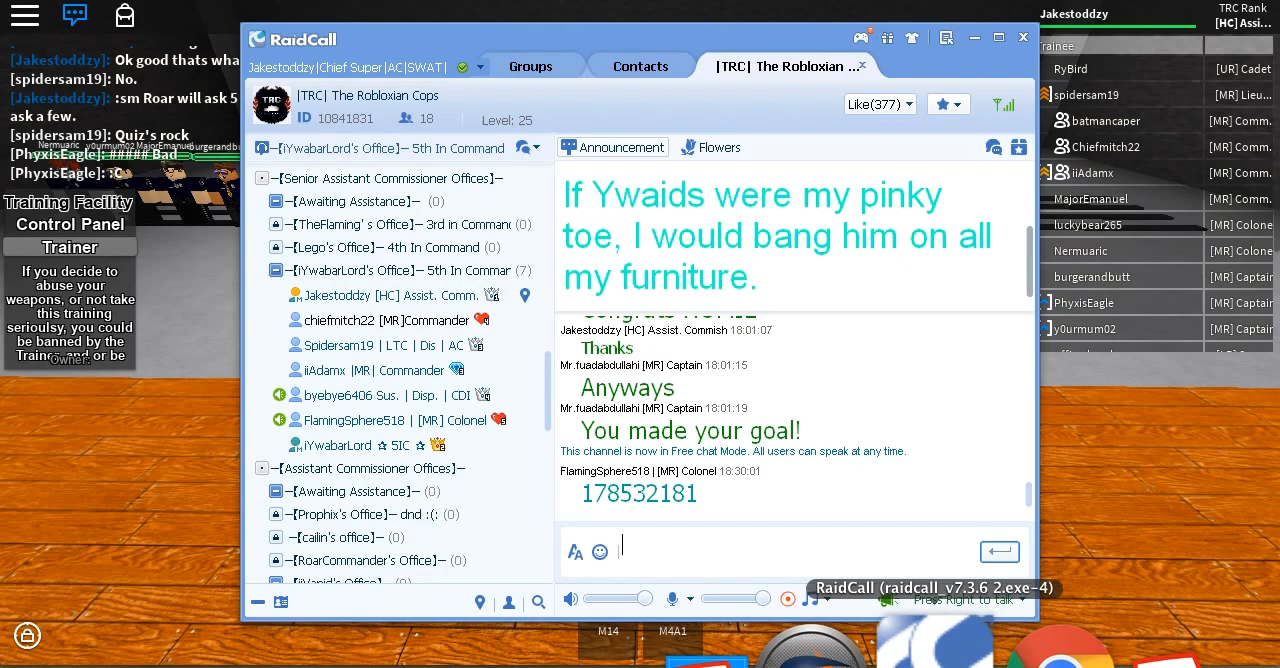 [Jakestoddzy]: Ok good thats wha
[spidersam19]: No.
[Jakestoddzy]: :sm Roar will ask 5
ask a few.
[spidersam19]: Quiz's rock
[PhyxisEagle]: ##### Bad
[PhyxisEagle]: :C
Nermuaric y0urmum02 MajorEmanuel burgerandbu
Training Facility
Control Panel
Trainer
If you decide to
abuse your
weapons, or not take
this training
serioulsy, you could
be banned by the
Trainer and or be
Owner:
RaidCall
Jakestoddzy|Chief Super|AC|SWAT|
Groups
Contacts
|TRC| The Robloxian ...
|TRC| The Robloxian Cops
ID 10841831 18 Level: 25
Like(377)
—【iYwabarLord's Office】— 5th In Command
—【Senior Assistant Commissioner Offices】—
—【Awaiting Assistance】— (0)
—【TheFlaming' s Office】— 3rd in Command (0)
—【Lego's Office】— 4th In Command (0)
—【iYwabarLord's Office】— 5th In Commar (7)
Jakestoddzy [HC] Assist. Comm.
chiefmitch22 [MR]Commander
Spidersam19 | LTC | Dis | AC
iiAdamx |MR| Commander
byebye6406 Sus. | Disp. | CDI
FlamingSphere518 | [MR] Colonel
iYwabarLord ☆ 5IC ☆
—【Assistant Commissioner Offices】—
—【Awaiting Assistance】— (0)
—【Prophix's Office】— dnd :(: (0)
—【cailin's office】— (0)
—【RoarCommander's Office】— (0)
Announcement
Flowers
If Ywaids were my pinky
toe, I would bang him on all
my furniture.
Jakestoddzy [HC] Assist. Commish 18:01:07
Thanks
Mr.fuadabdullahi [MR] Captain 18:01:15
Anyways
Mr.fuadabdullahi [MR] Captain 18:01:19
You made your goal!
This channel is now in Free chat Mode. All users can speak at any time.
FlamingSphere518 | [MR] Colonel 18:30:01
178532181
RaidCall (raidcall_v7.3.6 2.exe-4)
Press Right to talk
M14
M4A1
Jakestoddzy
TRC Rank
[HC] Assi...
Trainee
RyBird [UR] Cadet
spidersam19 [MR] Lieu...
batmancaper [MR] Comm.
Chiefmitch22 [MR] Comm.
iiAdamx [MR] Comm.
MajorEmanuel [MR] Comm.
luckybear265 [MR] Colone
Nermuaric [MR] Colone
burgerandbutt [MR] Captain
PhyxisEagle [MR] Captain
y0urmum02 [MR] Captain